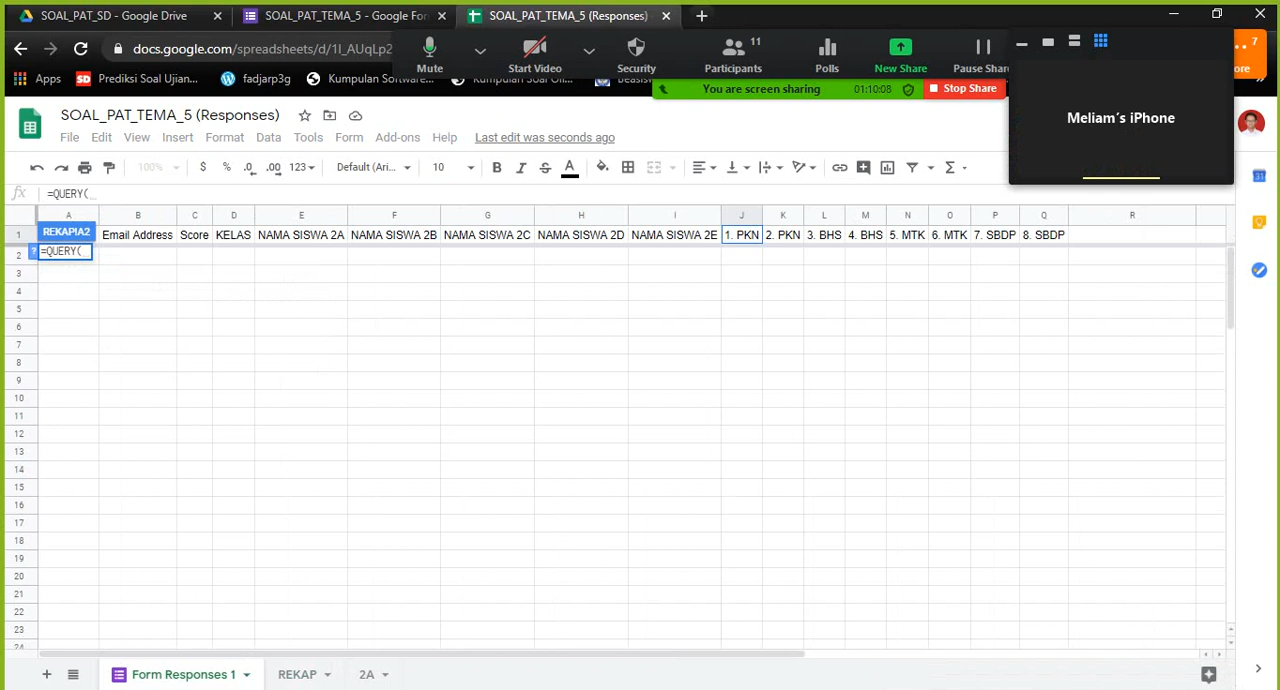 SOAL_PAT_SD - Google Drive
SOAL_PAT_TEMA_5 - Google For
SOAL_PAT_TEMA_5 (Responses)
docs.google.com/spreadsheets/d/1I_AUqLp2
Mute
Start Video
Security
Participants
11
Polls
New Share
Pause Shar
7
ore
Apps
SD
Prediksi Soal Ujian...
fadjarp3g
Kumpulan Software...
You are screen sharing
01:10:08
Stop Share
Meliam's iPhone
SOAL_PAT_TEMA_5 (Responses)
File Edit View Insert Format Data Tools Form Add-ons Help Last edit was seconds ago
100% $ % .0 .00 123 Default (Ari... 10 B I S A
fx =QUERY(
A B C D E F G H I J K L M N O P Q R
REKAPIA2
1 Email Address Score KELAS NAMA SISWA 2A NAMA SISWA 2B NAMA SISWA 2C NAMA SISWA 2D NAMA SISWA 2E 1. PKN 2. PKN 3. BHS 4. BHS 5. MTK 6. MTK 7. SBDP 8. SBDP
2 ? =QUERY(
3
4
5
6
7
8
9
10
11
12
13
14
15
16
17
18
19
20
21
22
23
24
Form Responses 1
REKAP
2A